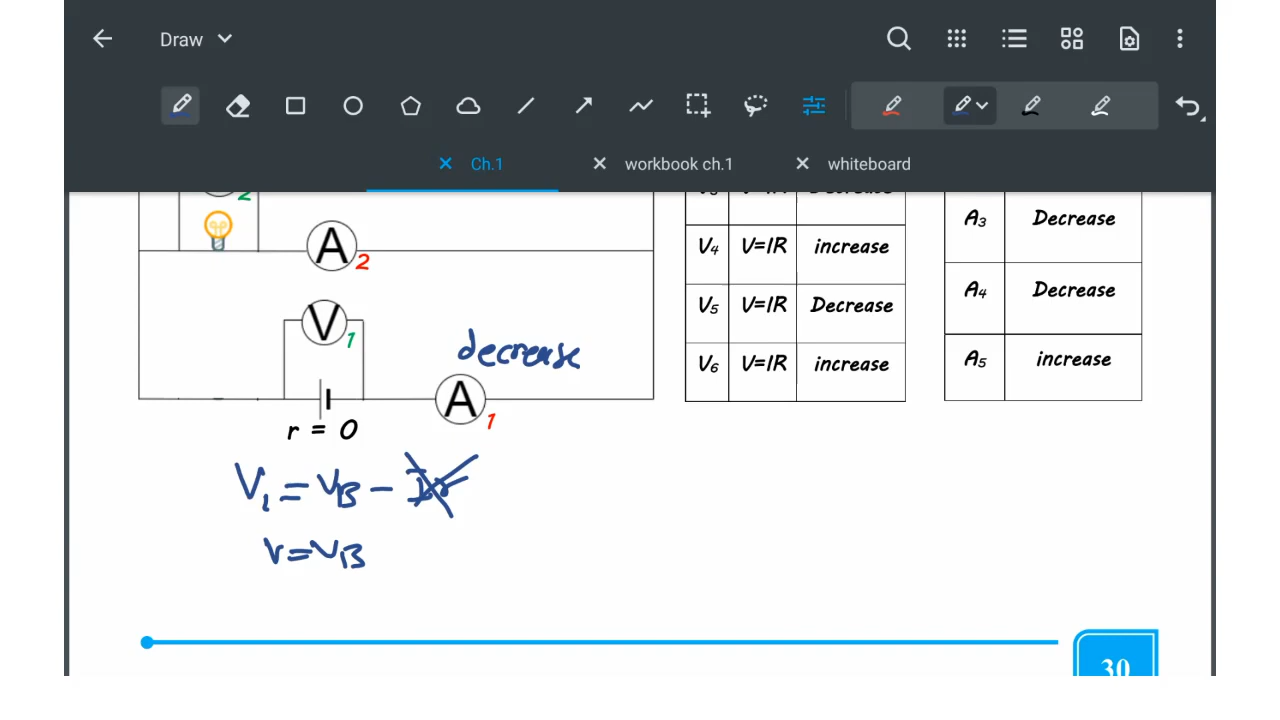 Draw
Ch.1
workbook ch.1
whiteboard
2
A 2
V 1
decrease
A 1
r = 0
V1 = VB - Ir
V=VB
V4 V=IR increase
V5 V=IR Decrease
V6 V=IR increase
A3 Decrease
A4 Decrease
A5 increase
30